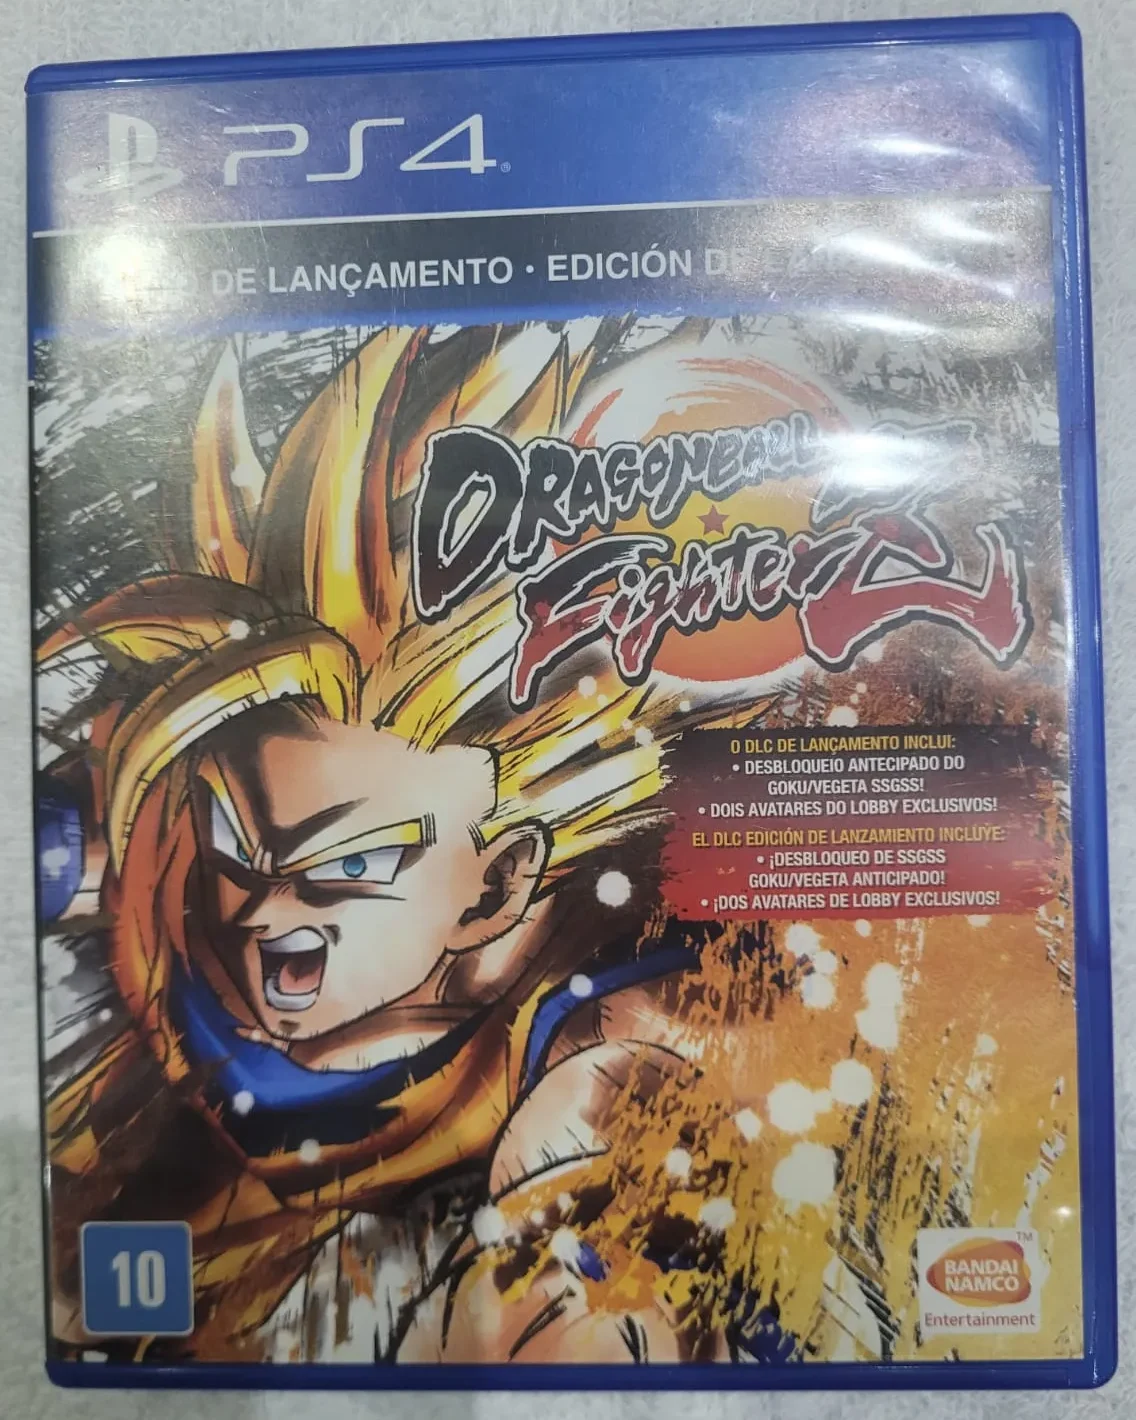 PS4
DE LANÇAMENTO • EDICIÓN DE
DRAGONBALL
FighterZ
O DLC DE LANÇAMENTO INCLUI:
• DESBLOQUEIO ANTECIPADO DO
GOKU/VEGETA SSGSS!
• DOIS AVATARES DO LOBBY EXCLUSIVOS!
EL DLC EDICIÓN DE LANZAMIENTO INCLUYE:
• ¡DESBLOQUEO DE SSGSS
GOKU/VEGETA ANTICIPADO!
• ¡DOS AVATARES DE LOBBY EXCLUSIVOS!
10
BANDAI
NAMCO
Entertainment